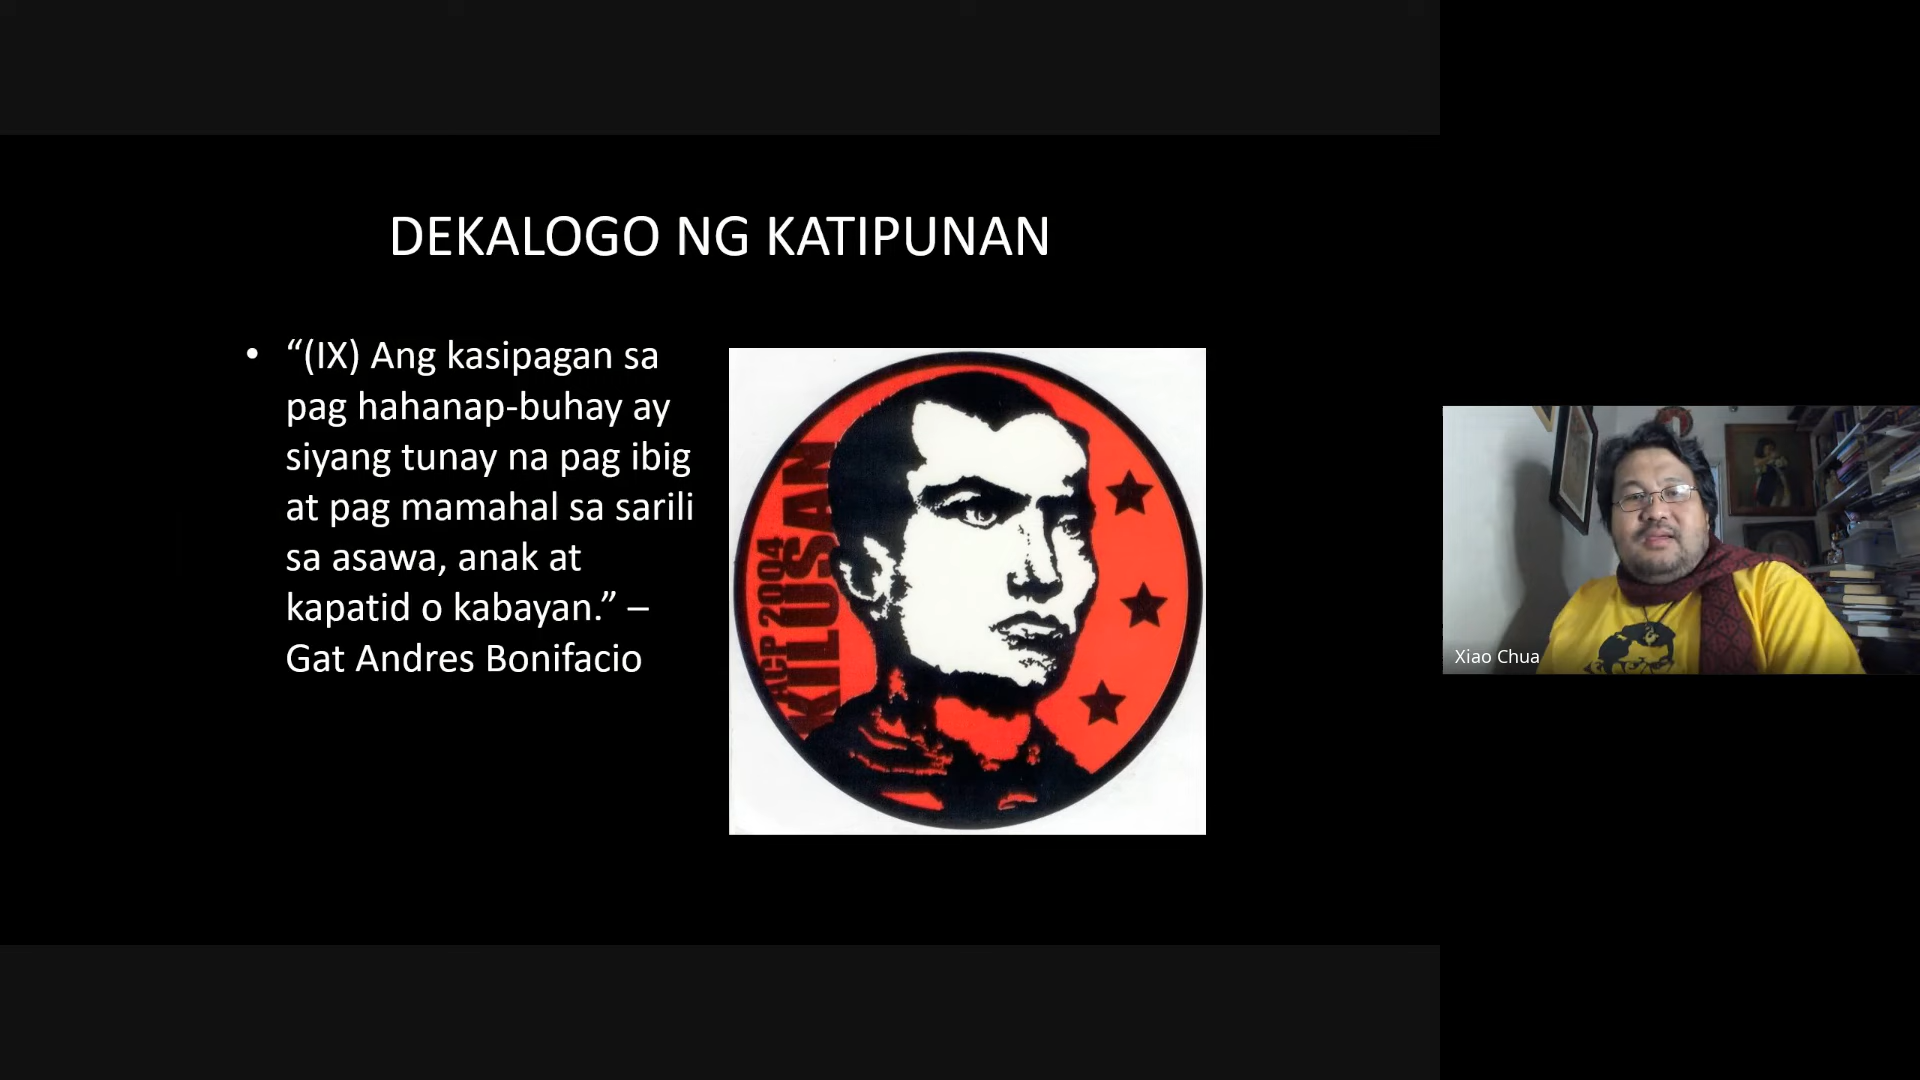 DEKALOGO NG KATIPUNAN
• “(IX) Ang kasipagan sa
pag hahanap-buhay ay
siyang tunay na pag ibig
at pag mamahal sa sarili
sa asawa, anak at
kapatid o kabayan.” –
Gat Andres Bonifacio
ACP 2004
KILUSAN
Xiao Chua